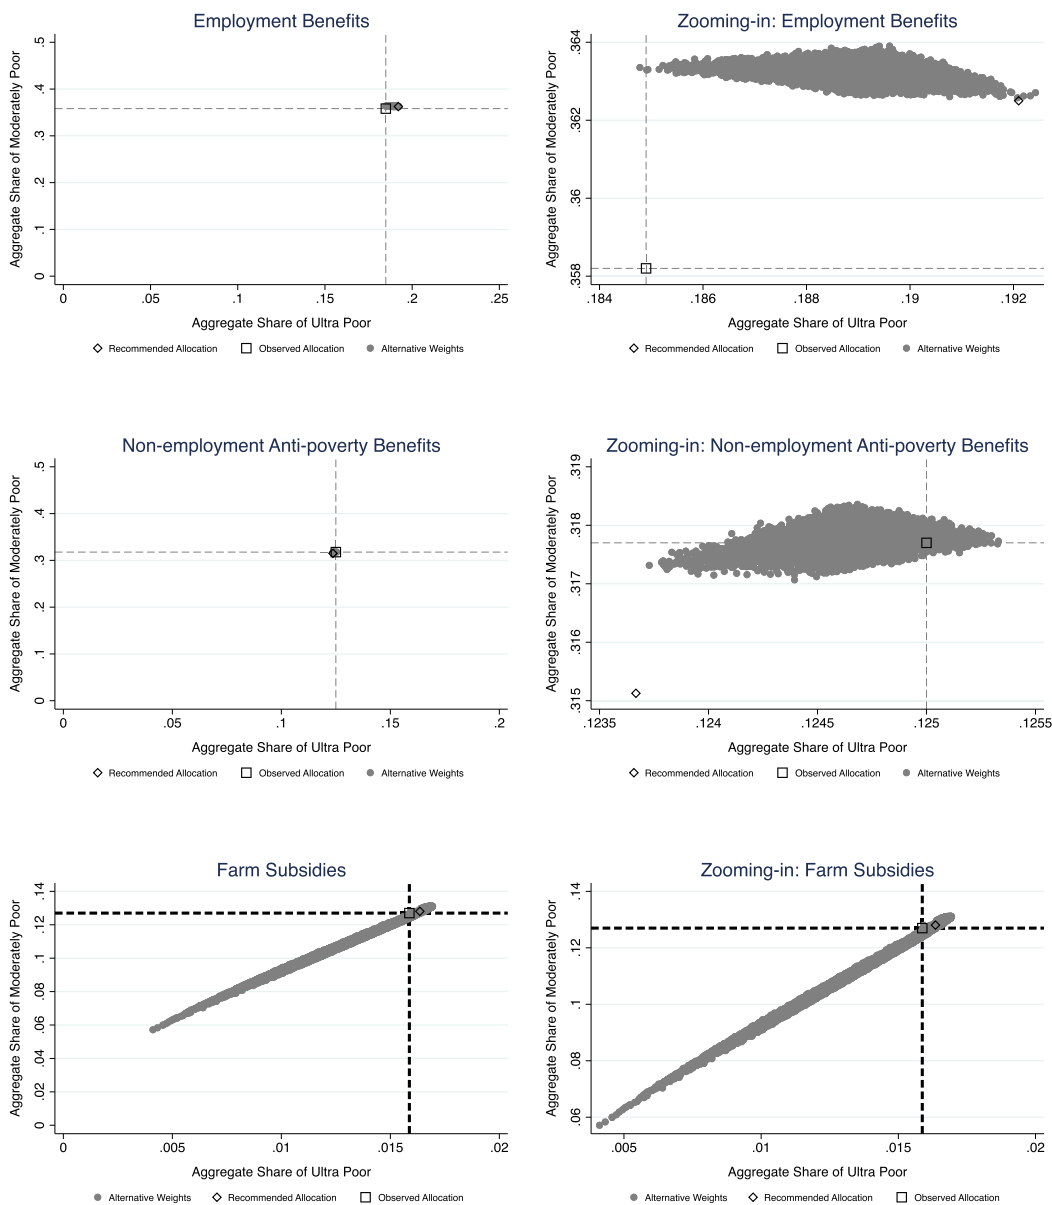 Employment Benefits
Aggregate Share of Moderately Poor
.5
.4
.3
.2
.1
0
0 .05 .1 .15 .2 .25
Aggregate Share of Ultra Poor
Recommended Allocation Observed Allocation Alternative Weights
Zooming-in: Employment Benefits
Aggregate Share of Moderately Poor
.364
.362
.36
.358
.184 .186 .188 .19 .192
Aggregate Share of Ultra Poor
Recommended Allocation Observed Allocation Alternative Weights
Non-employment Anti-poverty Benefits
Aggregate Share of Moderately Poor
.5
.4
.3
.2
.1
0
0 .05 .1 .15 .2
Aggregate Share of Ultra Poor
Recommended Allocation Observed Allocation Alternative Weights
Zooming-in: Non-employment Anti-poverty Benefits
Aggregate Share of Moderately Poor
.319
.318
.317
.316
.315
.1235 .124 .1245 .125 .1255
Aggregate Share of Ultra Poor
Recommended Allocation Observed Allocation Alternative Weights
Farm Subsidies
Aggregate Share of Moderately Poor
.14
.12
.1
.08
.06
.04
.02
0
0 .005 .01 .015 .02
Aggregate Share of Ultra Poor
Alternative Weights Recommended Allocation Observed Allocation
Zooming-in: Farm Subsidies
Aggregate Share of Moderately Poor
.14
.12
.1
.08
.06
.005 .01 .015 .02
Aggregate Share of Ultra Poor
Alternative Weights Recommended Allocation Observed Allocation